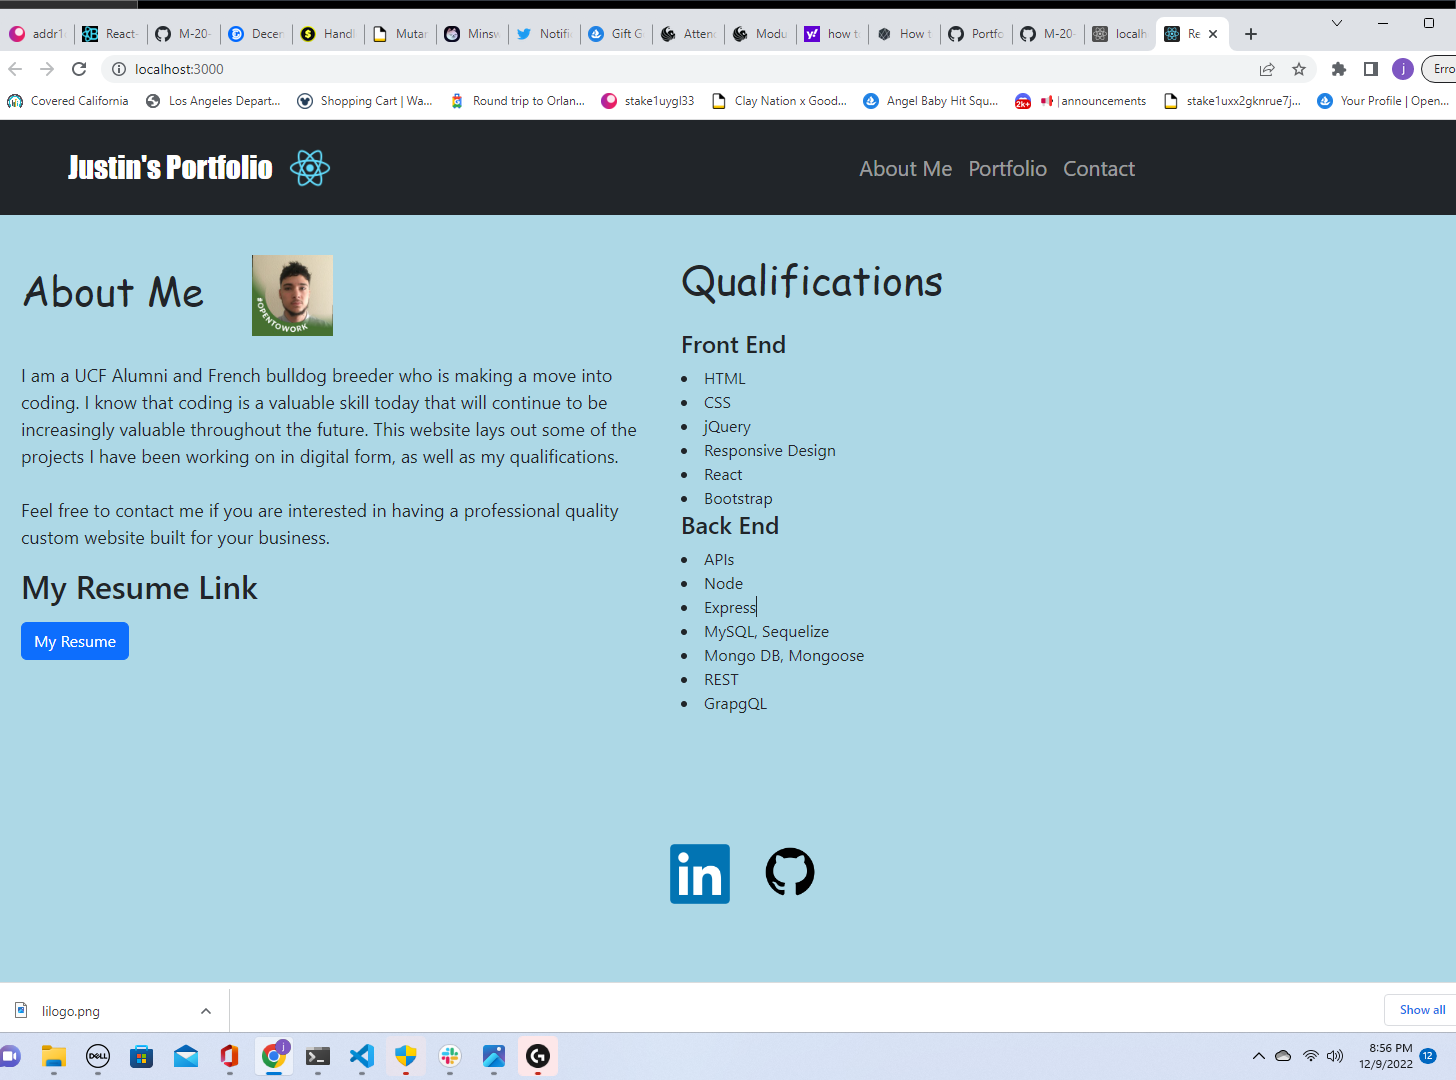 addr1
React-
M-20-
Decen
Handl
Mutan
Minsw
Notifi
Gift G
Attend
Modu
how to
How t
Portfo
M-20-
localh
Re
localhost:3000
j
Erro
Covered California
Los Angeles Depart...
Shopping Cart | Wa...
Round trip to Orlan...
stake1uygl33
Clay Nation x Good...
Angel Baby Hit Squ...
2k+
| announcements
stake1uxx2gknrue7j...
Your Profile | Open...
Justin's Portfolio
About Me Portfolio Contact
About Me
#OPENTOWORK
I am a UCF Alumni and French bulldog breeder who is making a move into
coding. I know that coding is a valuable skill today that will continue to be
increasingly valuable throughout the future. This website lays out some of the
projects I have been working on in digital form, as well as my qualifications.
Feel free to contact me if you are interested in having a professional quality
custom website built for your business.
My Resume Link
My Resume
Qualifications
Front End
HTML
CSS
jQuery
Responsive Design
React
Bootstrap
Back End
APIs
Node
Express
MySQL, Sequelize
Mongo DB, Mongoose
REST
GrapgQL
in
lilogo.png
Show all
DELL
j
8:56 PM
12/9/2022
12